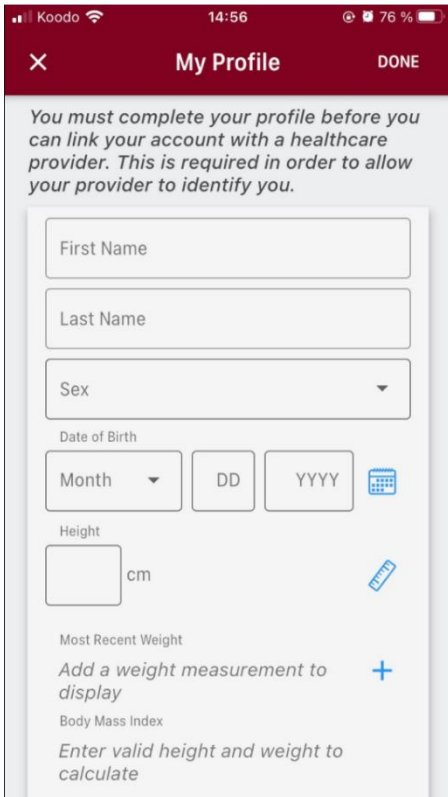 Koodo 14:56 76 %
My Profile DONE
You must complete your profile before you
can link your account with a healthcare
provider. This is required in order to allow
your provider to identify you.
First Name
Last Name
Sex
Date of Birth
Month DD YYYY
Height
cm
Most Recent Weight
Add a weight measurement to
display
Body Mass Index
Enter valid height and weight to
calculate